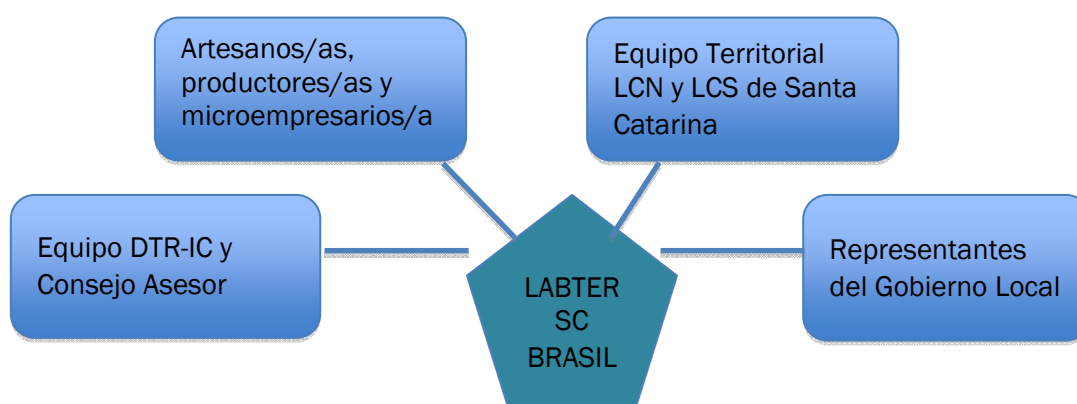 Artesanos/as,
productores/as y
microempresarios/a
Equipo Territorial
LCN y LCS de Santa
Catarina
Equipo DTR-IC y
Consejo Asesor
LABTER
SC
BRASIL
Representantes
del Gobierno Local